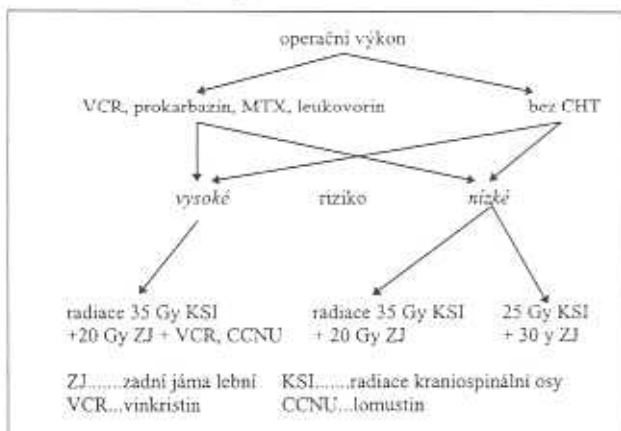 operační výkon
VCR, prokarbazin, MTX, leukovorin bez CHT
vysoké riziko nízké
radiace 35 Gy KSI radiace 35 Gy KSI 25 Gy KSI
+20 Gy ZJ + VCR, CCNU + 20 Gy ZJ + 30 y ZJ
ZJ.......zadní jáma lební KSI.......radiace kraniospinální osy
VCR...vinkristin CCNU...lomustin